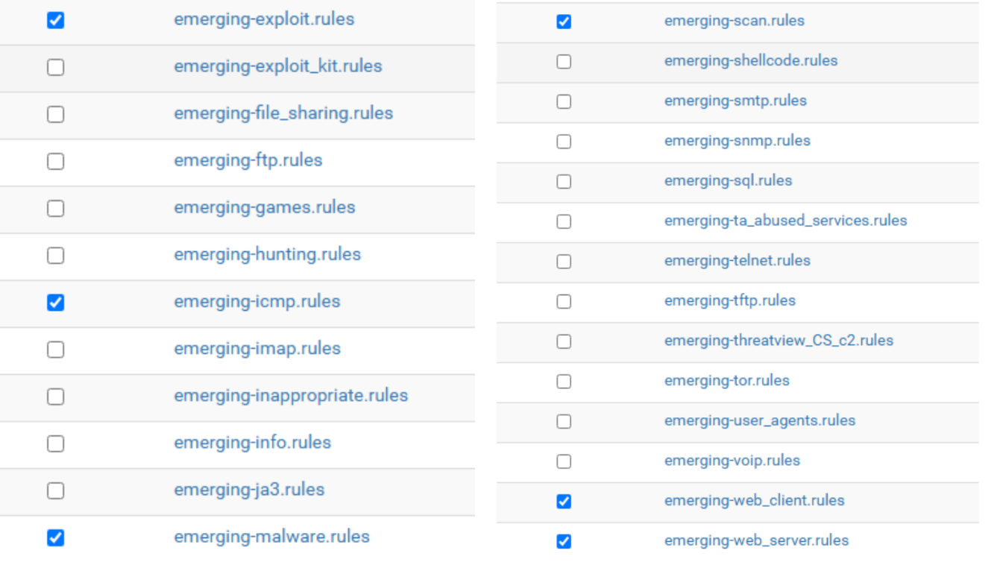 emerging-exploit.rules
emerging-exploit_kit.rules
emerging-file_sharing.rules
emerging-ftp.rules
emerging-games.rules
emerging-hunting.rules
emerging-icmp.rules
emerging-imap.rules
emerging-inappropriate.rules
emerging-info.rules
emerging-ja3.rules
emerging-malware.rules
emerging-scan.rules
emerging-shellcode.rules
emerging-smtp.rules
emerging-snmp.rules
emerging-sql.rules
emerging-ta_abused_services.rules
emerging-telnet.rules
emerging-tftp.rules
emerging-threatview_CS_c2.rules
emerging-tor.rules
emerging-user_agents.rules
emerging-voip.rules
emerging-web_client.rules
emerging-web_server.rules